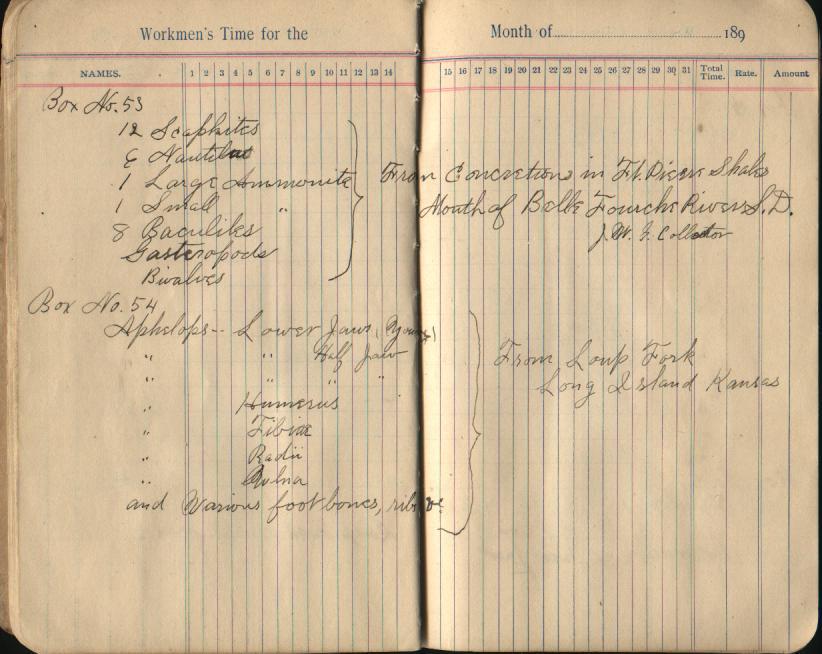 Workmen's Time for the
Month of 189
NAMES. 1 2 3 4 5 6 7 8 9 10 11 12 13 14
15 16 17 18 19 20 21 22 23 24 25 26 27 28 29 30 31 Total Time. Rate. Amount
Box No. 53
12 Scaphites
6 Nautilus
1 Large Ammonite
1 Small "
8 Baculites
Gasteropods
Bivalves
From Concretions in Ft. Pierre Shales
Mouth of Belle Fourche River S.D.
J. W. G. Collector
Box No. 54
Aphelops -- Lower Jaws, (Young)
" " Half Jaw
" " " "
" Humerus
" Tibiae
" Radii
" Ulna
and Various foot bones, ribs &c
From Loup Fork
Long Island Kansas